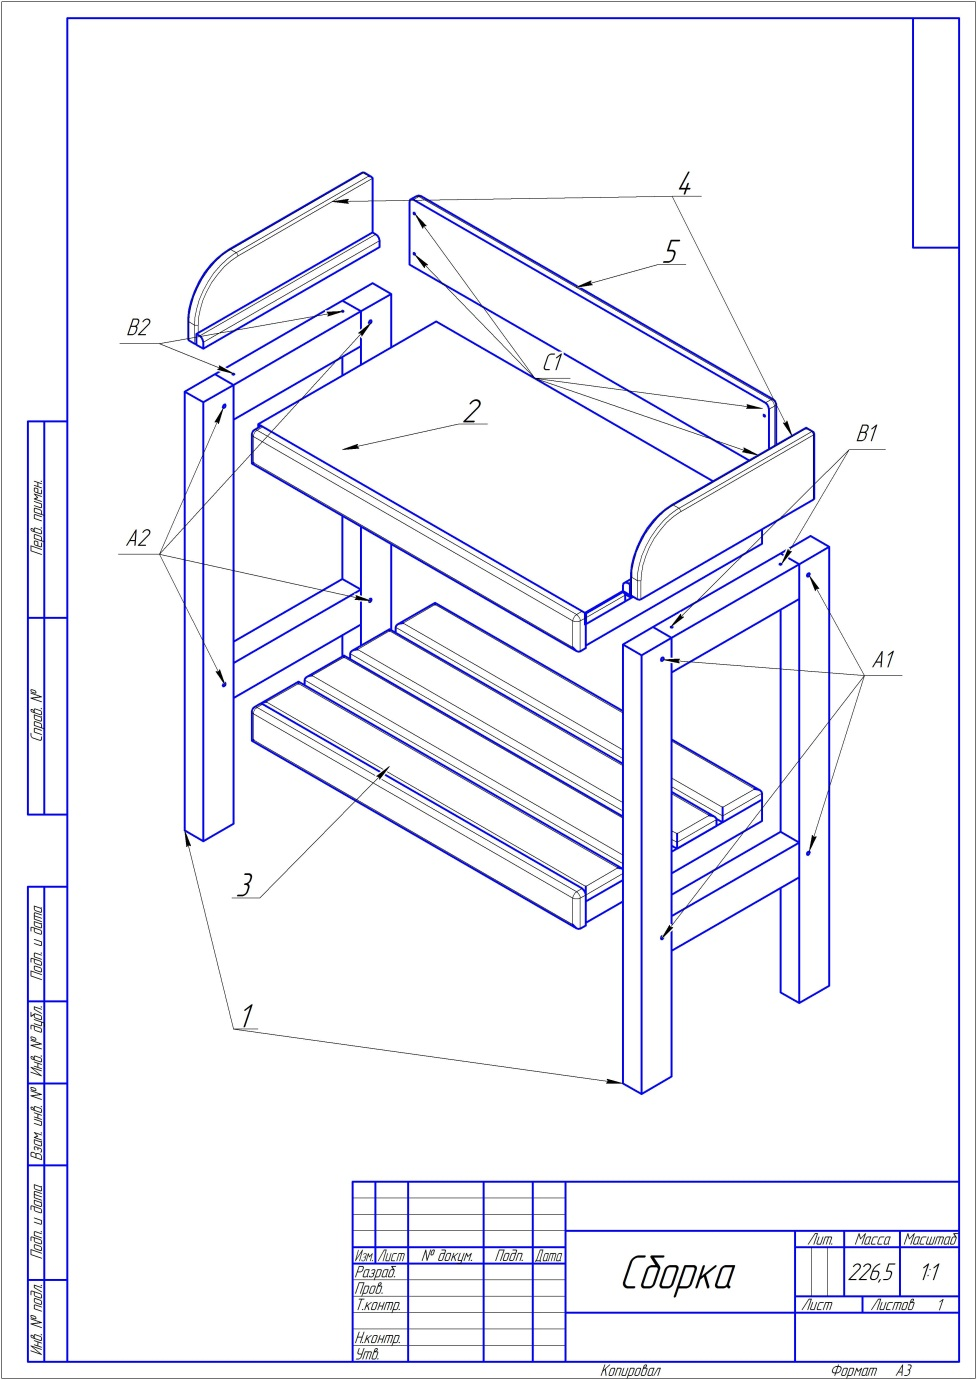 4
5
B2
C1
2
B1
A2
A1
3
1
Перв. примен.
Справ. №
Подп. и дата
Инв. № дубл.
Взам. инв. №
Подп. и дата
Инв. № подл.
Изм. Лист № докум. Подп. Дата
Разраб.
Пров.
Т.контр.
Н.контр.
Утв.
Сборка
Лит. Масса Масштаб
226,5 1:1
Лист Листов 1
Копировал Формат А3